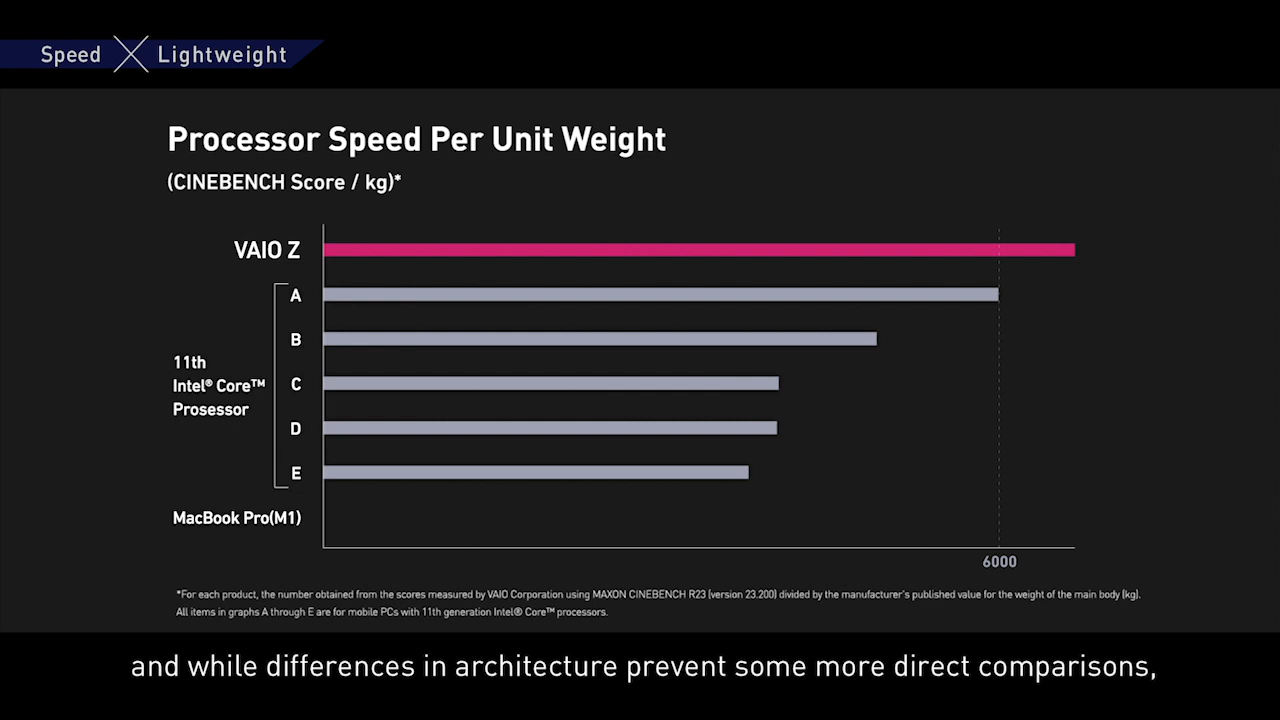 Speed X Lightweight
Processor Speed Per Unit Weight
(CINEBENCH Score / kg)*
VAIO Z
A
B
11th
Intel® Core™
Prosessor
C
D
E
MacBook Pro(M1)
6000
*For each product, the number obtained from the scores measured by VAIO Corporation using MAXON CINEBENCH R23 (version 23.200) divided by the manufacturer's published value for the weight of the main body (kg).
All items in graphs A through E are for mobile PCs with 11th generation Intel® Core™ processors.
and while differences in architecture prevent some more direct comparisons,